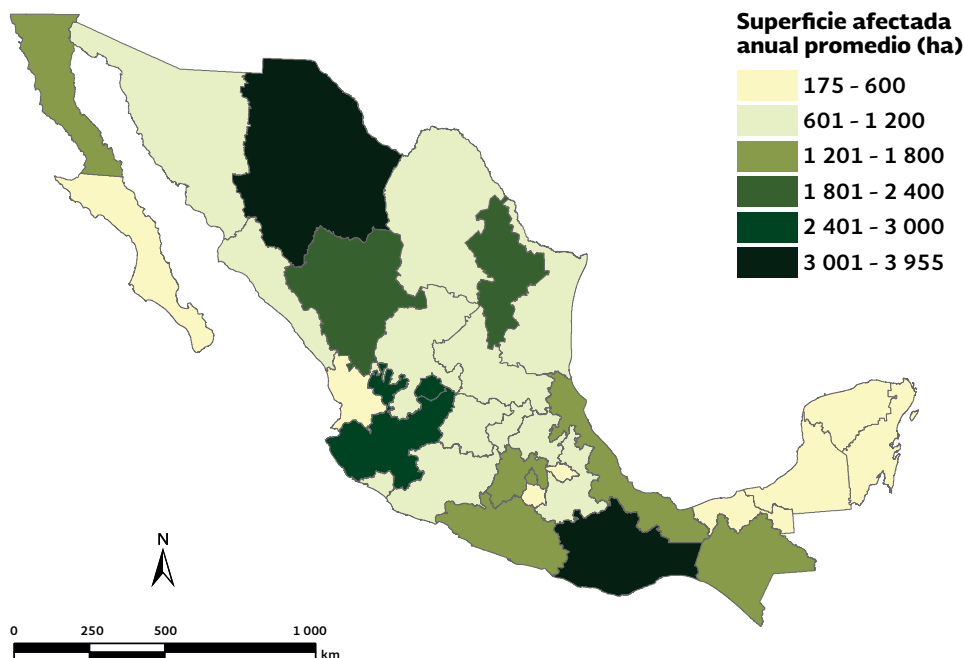 Superficie afectada
anual promedio (ha)
175 - 600
601 - 1 200
1 201 - 1 800
1 801 - 2 400
2 401 - 3 000
3 001 - 3 955
N
0 250 500 1 000
km